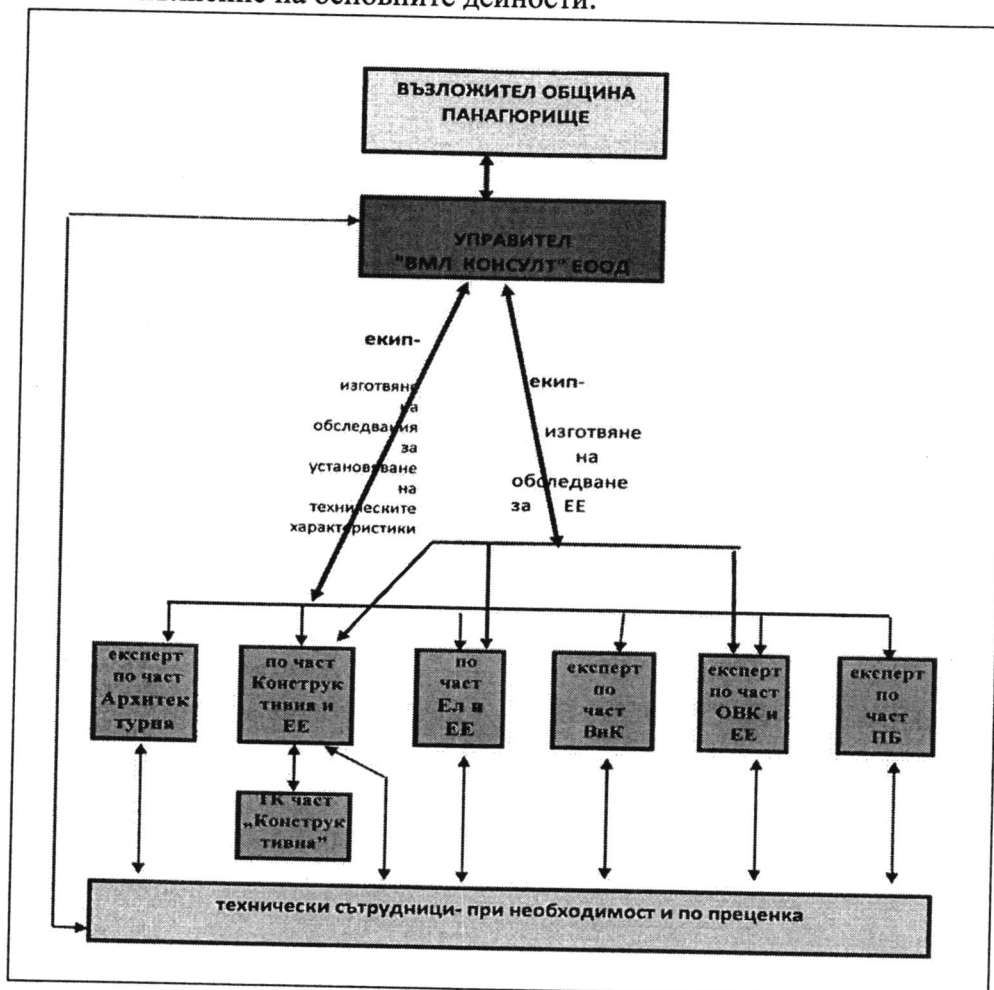 на основните дейности:
ВЪЗЛОЖИТЕЛ ОБЩИНА
ПАНАГЮРИЩЕ
УПРАВИТЕЛ
"ВМЛ КОНСУЛТ" ЕООД
екип-
изготвяне
на
обследвания
за
установяване
на
техническите
характеристики
екип-
изготвяне
на
обследване
за ЕЕ
експерт
по част
Архитек
турна
по част
Конструк
тивна и
ЕЕ
по
част
Ел и
ЕЕ
експерт
по
част
ВиК
експерт
по част
ОВК и
ЕЕ
експерт
по
част
ПБ
ТК част
„Конструк
тивна"
технически сътрудници- при необходимост и по преценка